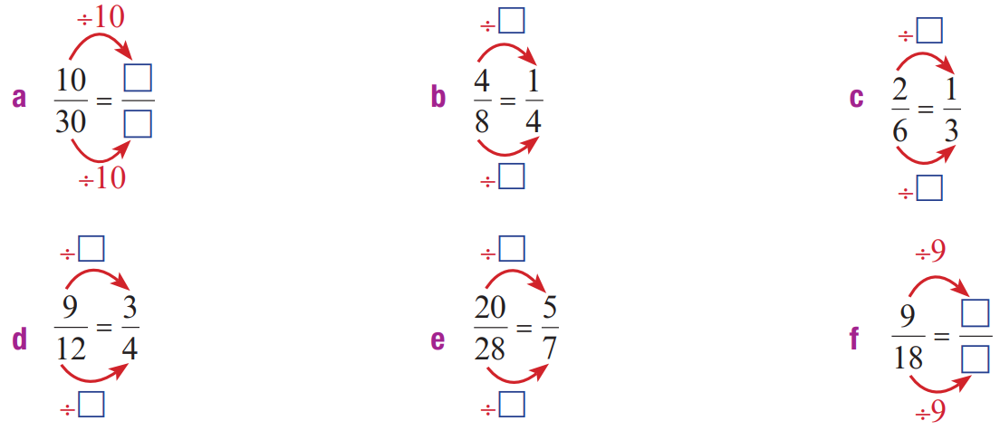 ÷10
a 10/30 = □/□
÷10
÷□
b 4/8 = 1/4
÷□
÷□
c 2/6 = 1/3
÷□
÷□
d 9/12 = 3/4
÷□
÷□
e 20/28 = 5/7
÷□
÷9
f 9/18 = □/□
÷9